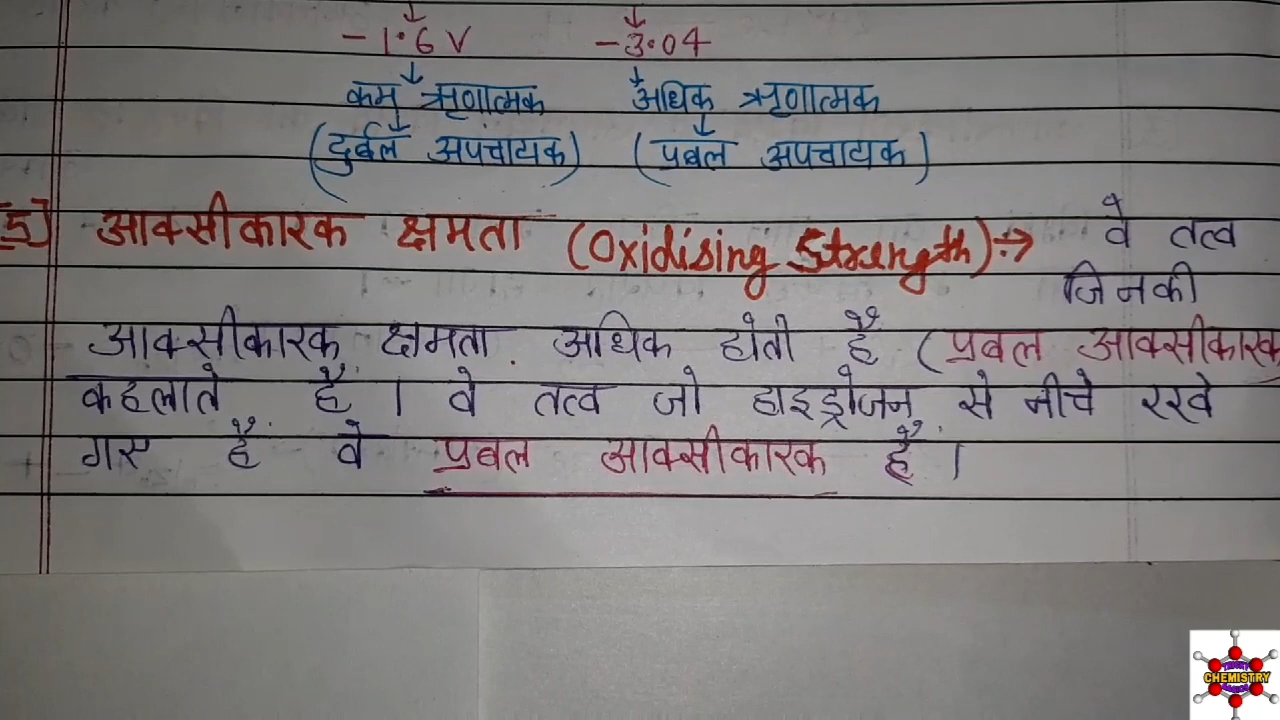 -1.6 V -3.04
कम ऋणात्मक अधिक ऋणात्मक
(दुर्बल अपचायक) (प्रबल अपचायक)
5) आक्सीकारक क्षमता (Oxidising Strength):→ वे तत्व
जिनकी
आक्सीकारक क्षमता अधिक होती है (प्रबल आक्सीकारक
कहलाते हैं। वे तत्व जो हाइड्रोजन से नीचे रखे
गए हैं वे प्रबल आक्सीकारक हैं।
CHEMISTRY